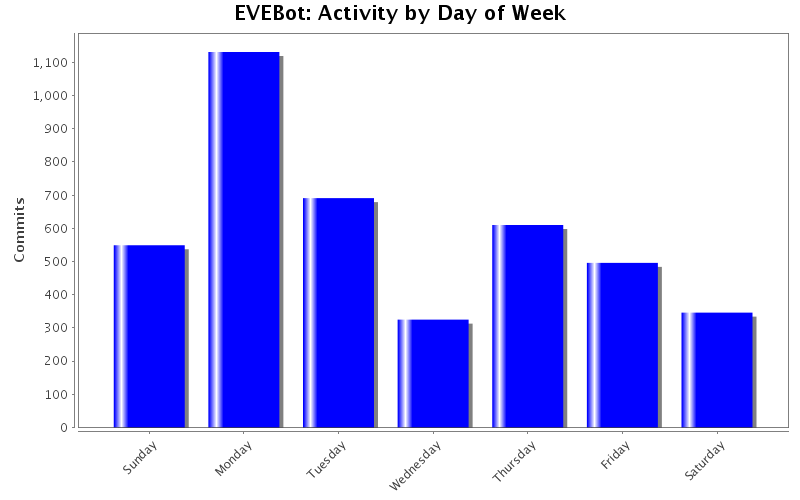 EVEBot: Activity by Day of Week
1,100
1,000
900
800
700
600
500
400
300
200
100
0
Commits
Sunday
Monday
Tuesday
Wednesday
Thursday
Friday
Saturday